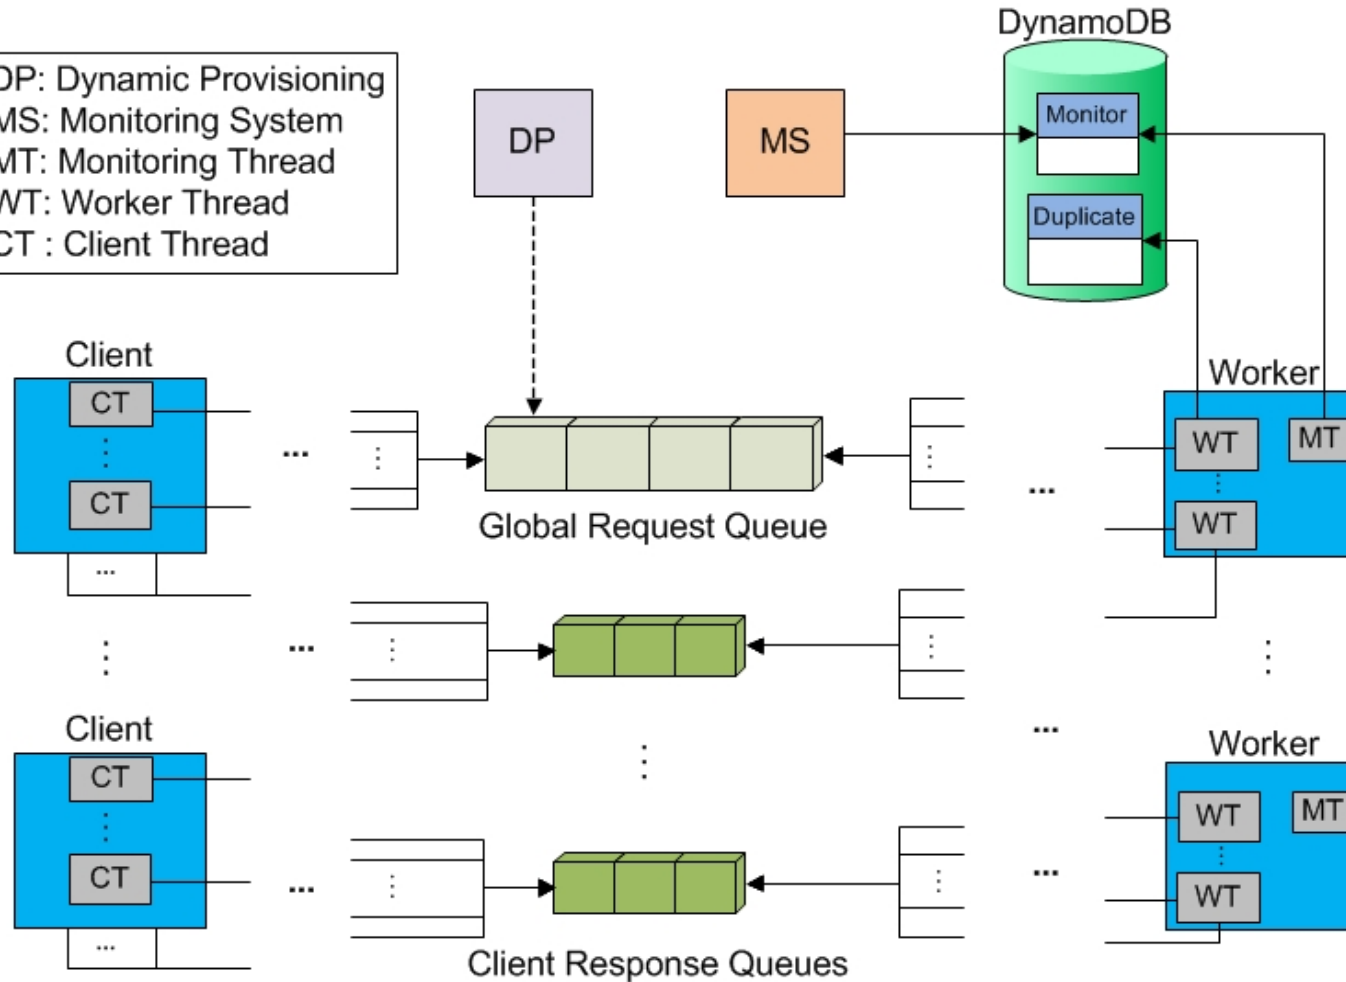 DynamoDB
DP: Dynamic Provisioning
MS: Monitoring System
MT: Monitoring Thread
WT: Worker Thread
CT : Client Thread
DP
MS
Monitor
Duplicate
Client
CT
...
CT
...
Worker
WT
MT
...
WT
...
...
Global Request Queue
...
...
...
...
...
...
Client
CT
...
CT
...
...
...
Worker
WT
MT
...
WT
...
...
...
...
Client Response Queues